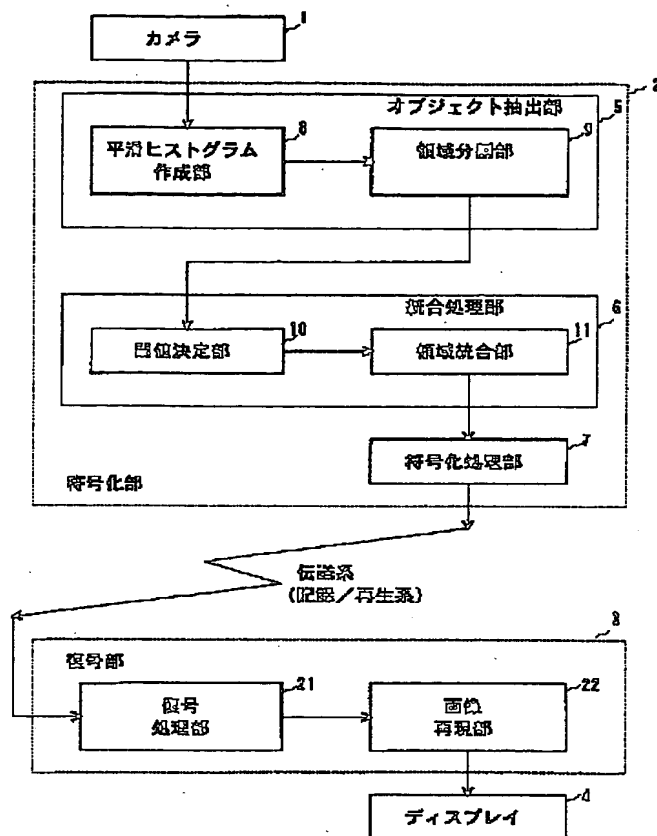 カメラ
1
2
オブジェクト抽出部
5
平滑ヒストグラム
作成部
8
領域分割部
9
統合処理部
6
閾値決定部
10
領域統合部
11
符号化処理部
7
符号化部
伝送系
(記録/再生系)
復号部
3
復号
処理部
21
画像
再現部
22
ディスプレイ
4